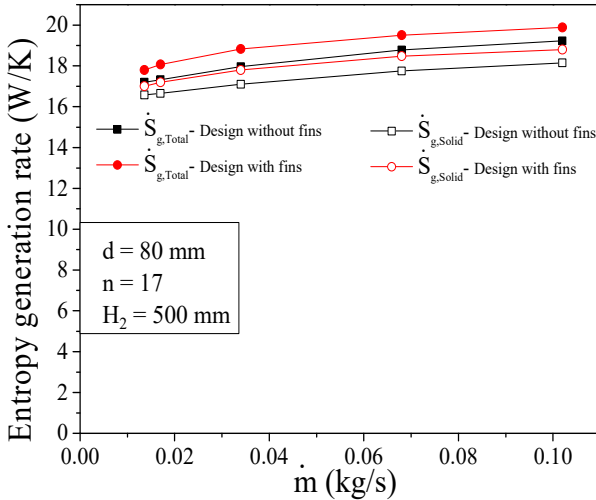 Entropy generation rate (W/K)
21
20
18
16
14
12
10
8
6
4
2
0
Ṡg,Total- Design without fins
Ṡg,Solid- Design without fins
Ṡg,Total- Design with fins
Ṡg,Solid- Design with fins
d = 80 mm
n = 17
H₂ = 500 mm
0.00
0.02
0.04
0.06
0.08
0.10
ṁ (kg/s)